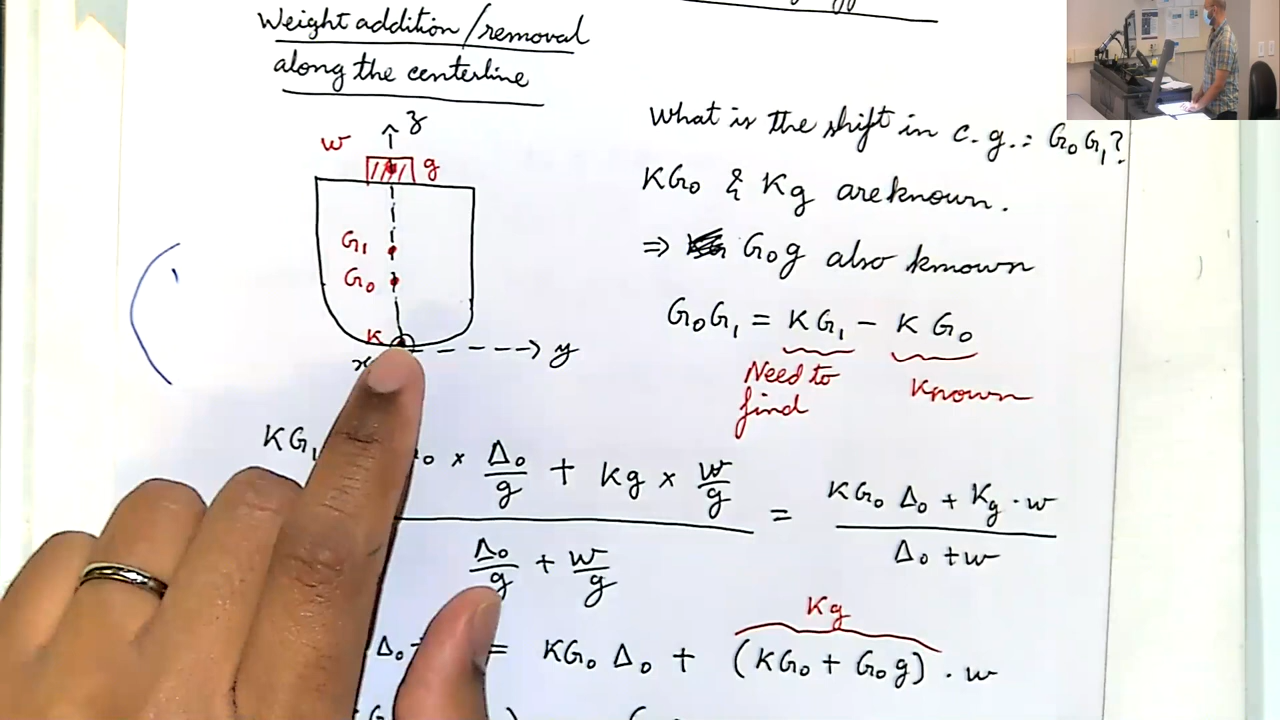 Weight addition/removal
along the centerline
z
w
g
G₁
G₀
K
x
y
What is the shift in c.g.: G₀G₁?
KG₀ & Kg are known.
⇒ G₀g also known
G₀G₁ = KG₁ − KG₀
Need to find
Known
KG₁ ₀ × Δ₀/g + Kg × w/g = KG₀ Δ₀ + Kg · w
Δ₀/g + w/g Δ₀ + w
Kg
Δ₀ = KG₀ Δ₀ + (KG₀ + G₀g) · w